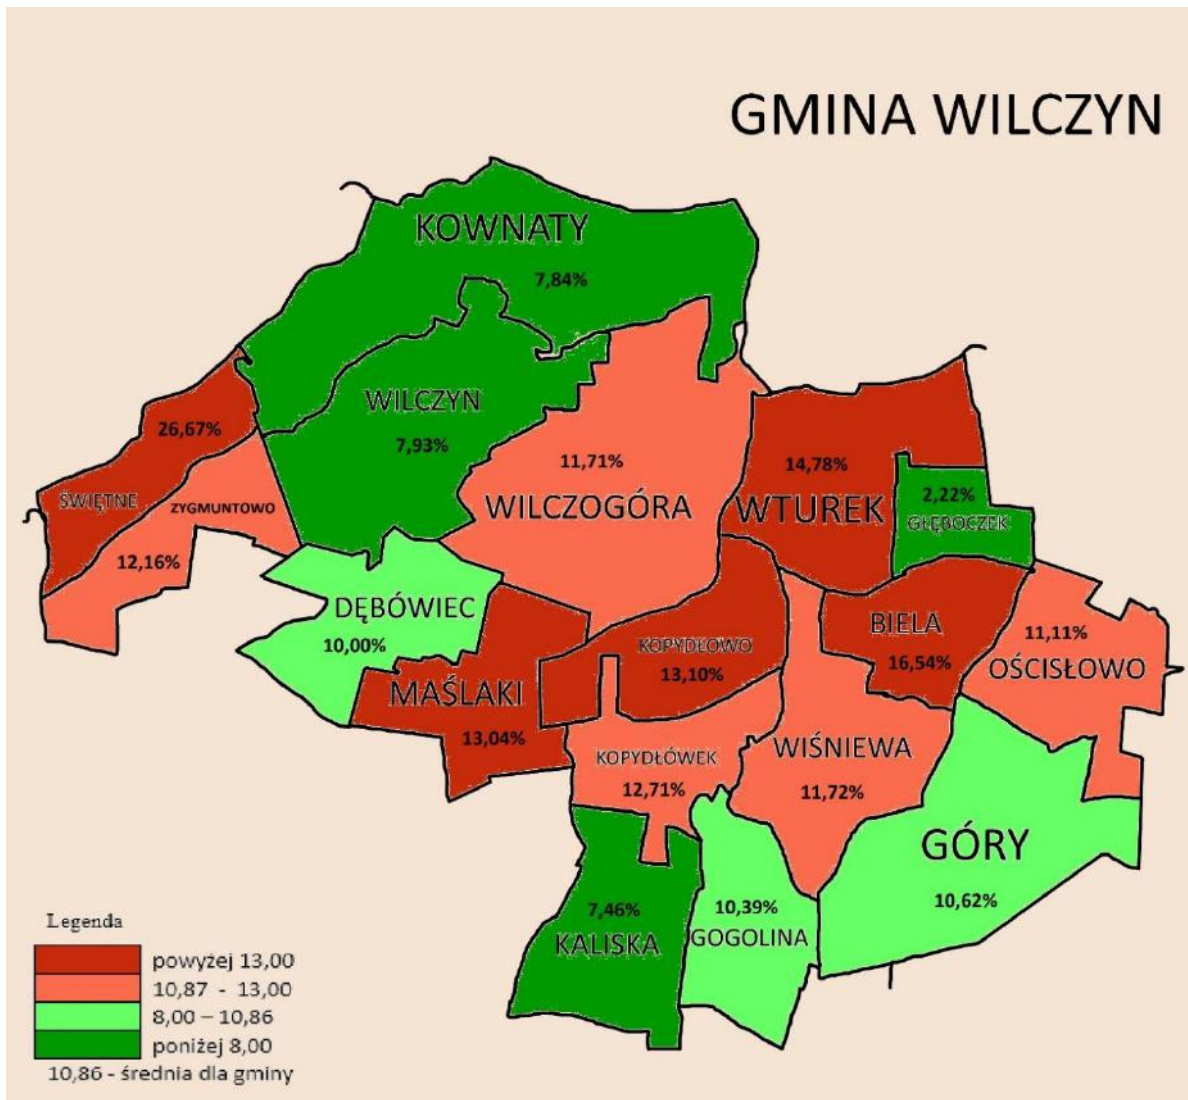 GMINA WILCZYN
KOWNATY
7,84%
WILCZYN
7,93%
26,67%
ŚWIĘTNE
ZYGMUNTOWO
12,16%
11,71%
WILCZOGÓRA
14,78%
WTUREK
2,22%
GŁĘBOCZEK
DĘBÓWIEC
10,00%
BIELA
16,54%
11,11%
OŚCISŁOWO
KOPYDŁOWO
13,10%
MAŚLAKI
13,04%
KOPYDŁÓWEK
12,71%
WIŚNIEWA
11,72%
GÓRY
10,62%
7,46%
KALISKA
10,39%
GOGOLINA
Legenda
powyżej 13,00
10,87 - 13,00
8,00 – 10,86
poniżej 8,00
10,86 - średnia dla gminy